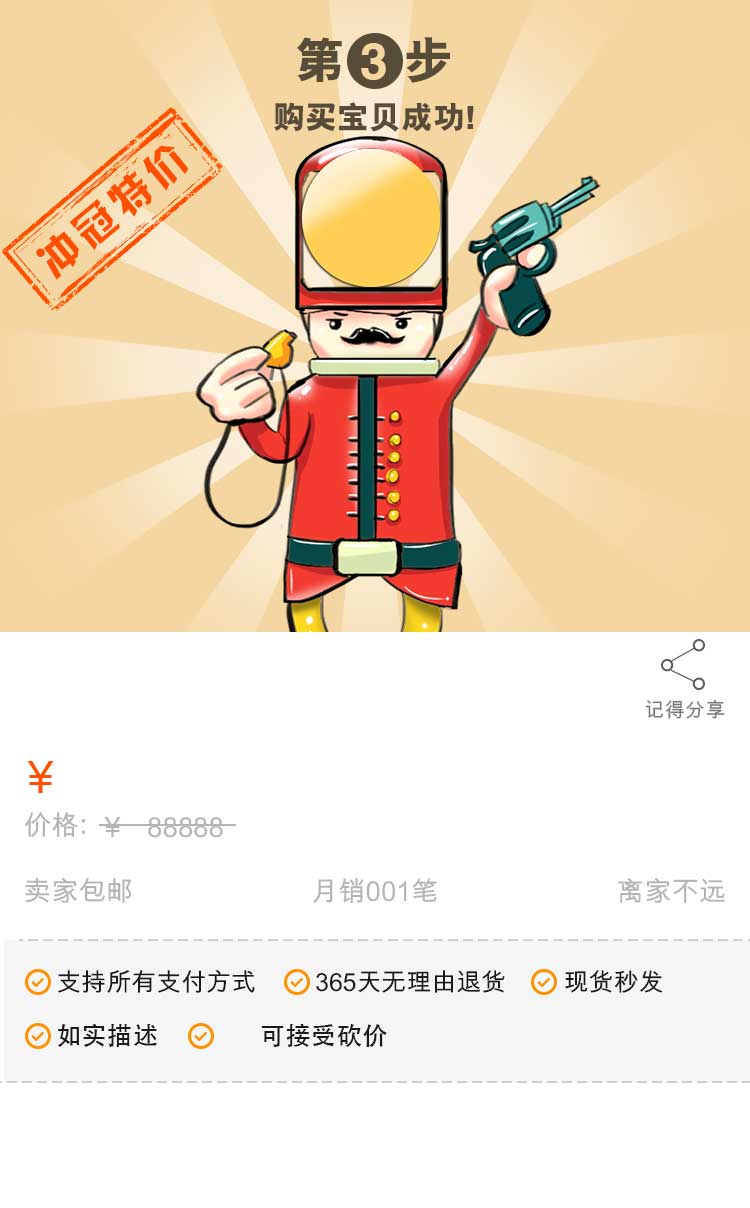 第3步
购买宝贝成功!
冲冠特价
记得分享
¥
价格: ¥ 88888
卖家包邮 月销001笔 离家不远
支持所有支付方式 365天无理由退货 现货秒发
如实描述 可接受砍价